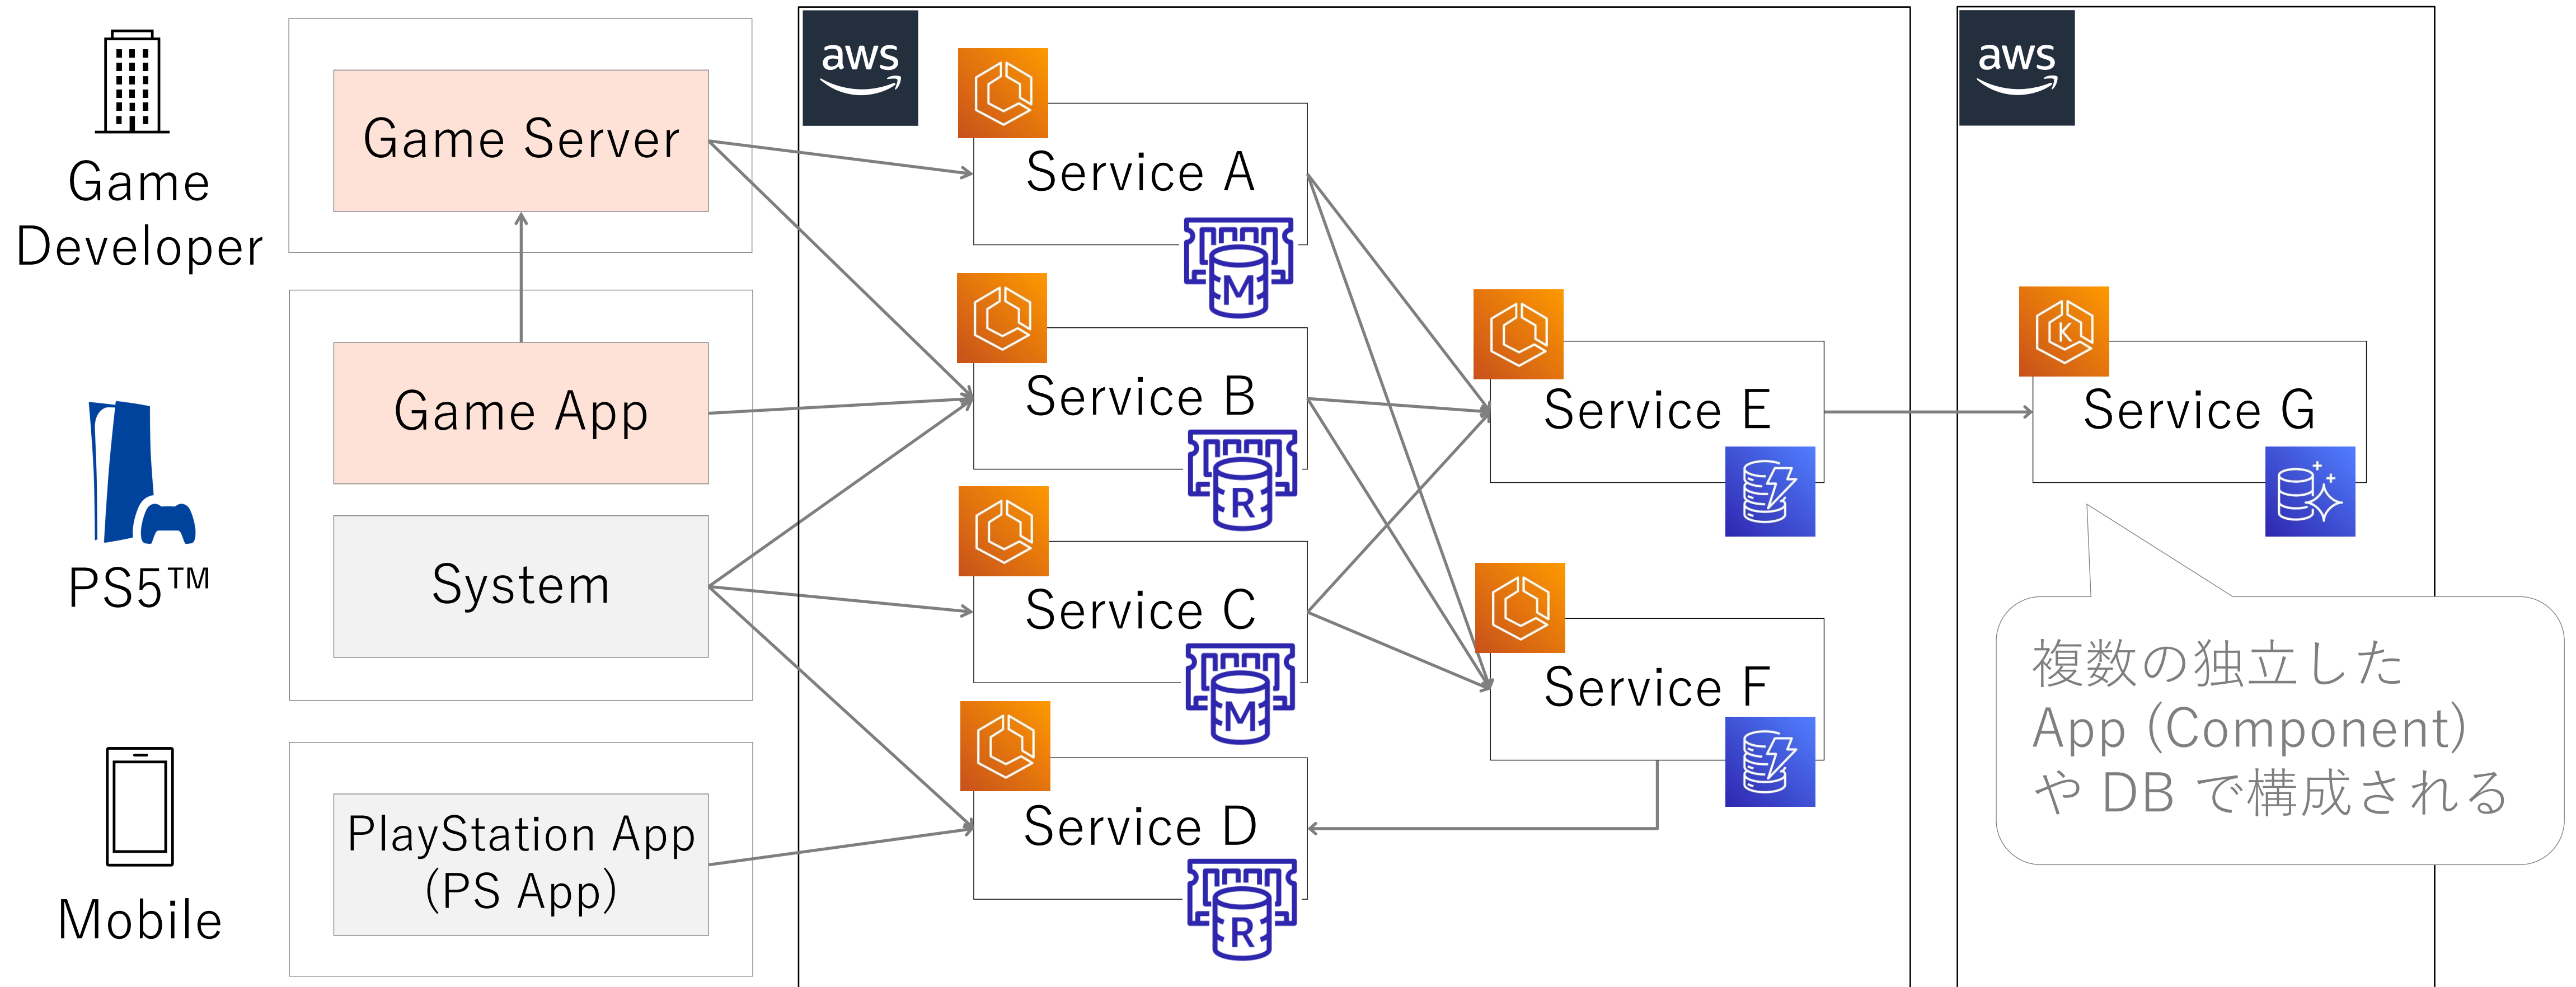 Game
Developer
Game Server
Game App
PS5™
System
PlayStation App
(PS App)
Mobile
aws
Service A
M
Service B
R
Service C
M
Service D
R
Service E
Service F
aws
K
Service G
複数の独立した
App (Component)
や DB で構成される